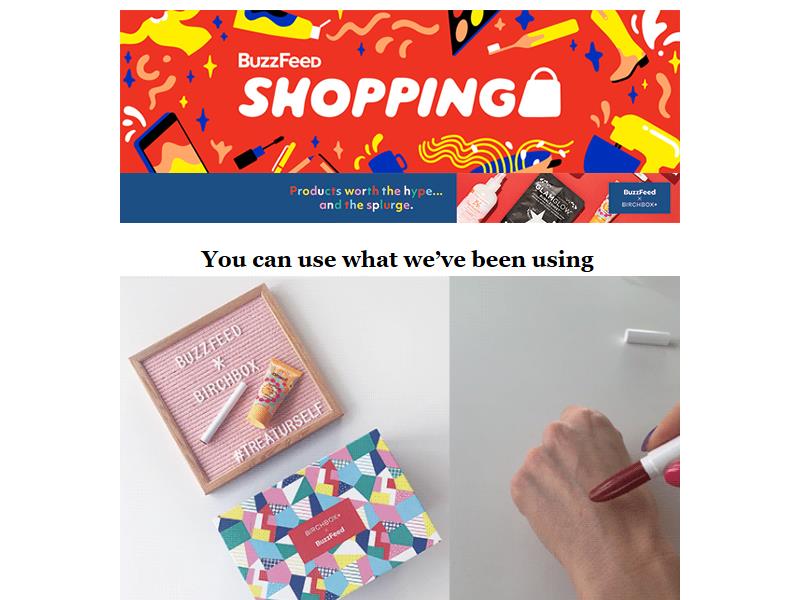 BuzzFeed
SHOPPING
Products worth the hype...
and the splurge.
GLAMGLOW
BuzzFeed
×
BIRCHBOX+
You can use what we’ve been using
BUZZFEED
*
BIRCHBOX
#TREATURSELF
BIRCHBOX+
×
BuzzFeed